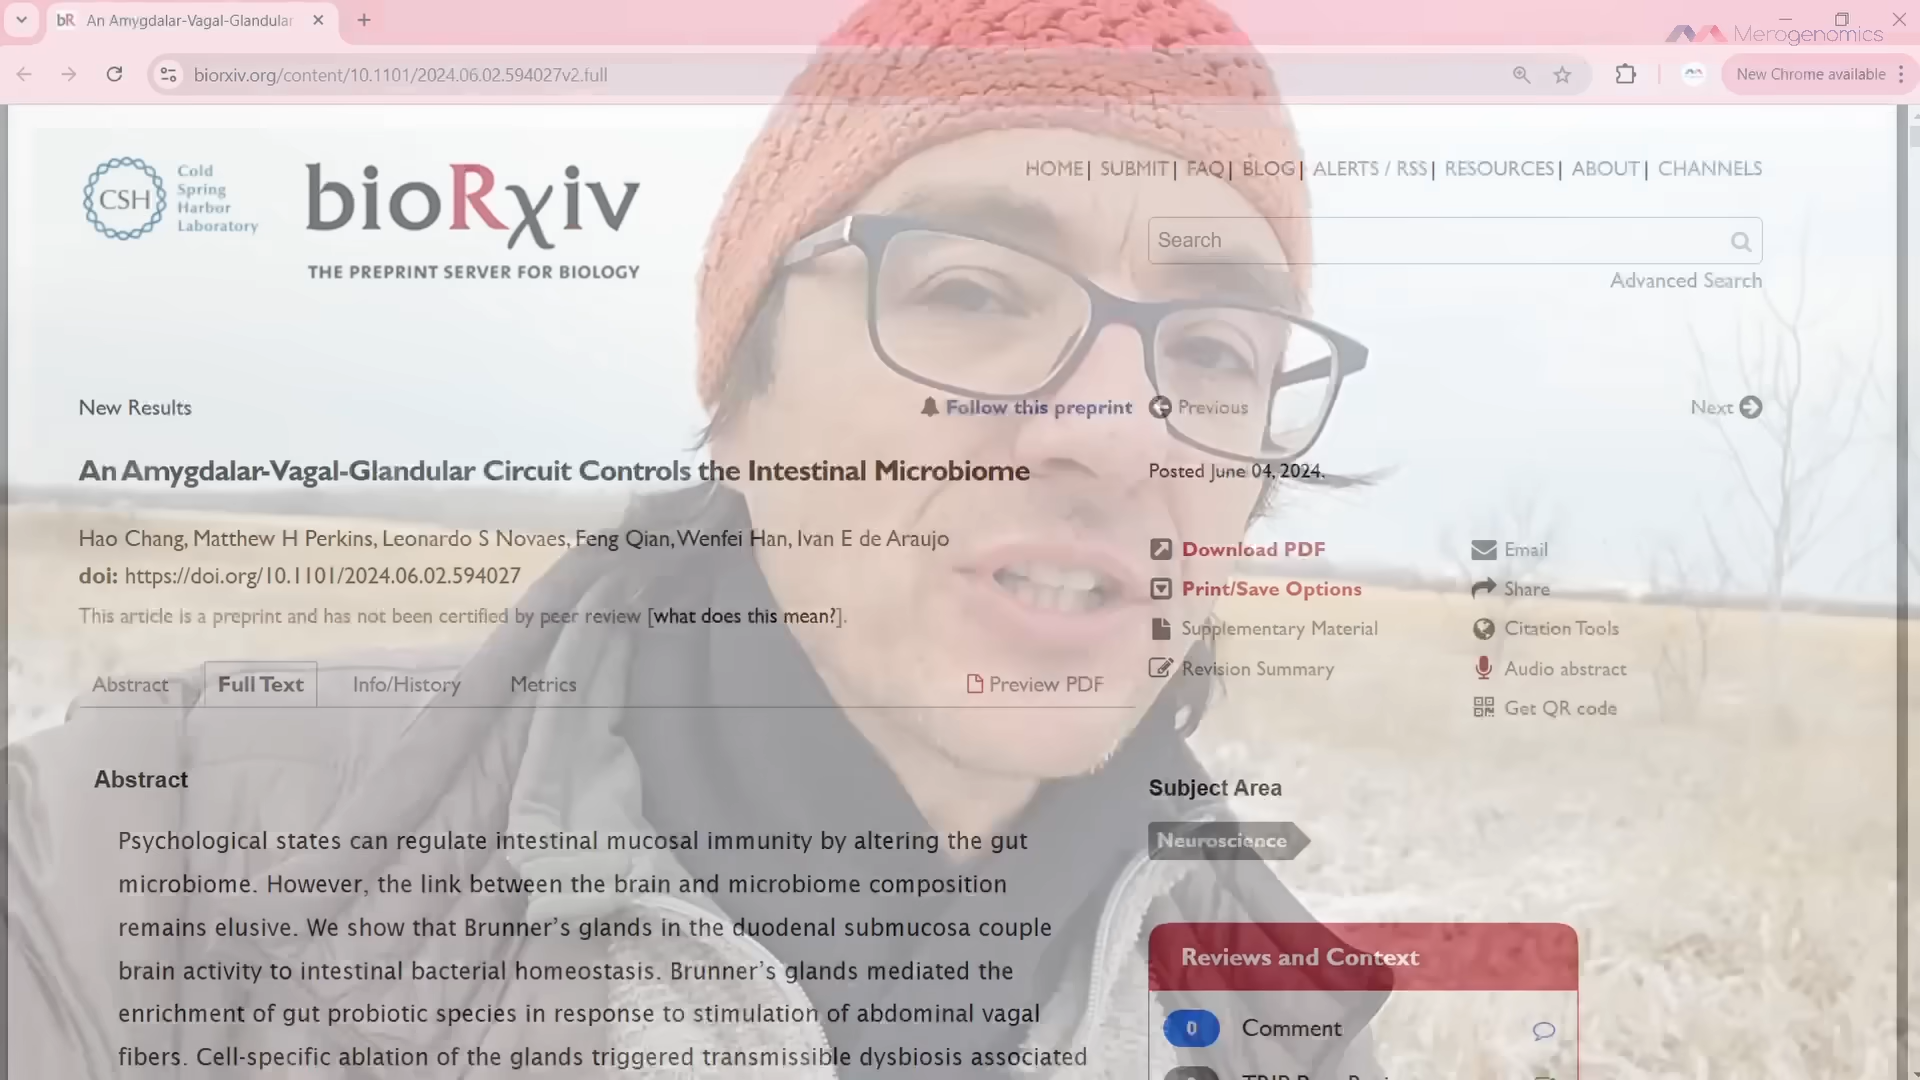 bR An Amygdalar-Vagal-Glandular
Merogenomics
biorxiv.org/content/10.1101/2024.06.02.594027v2.full
New Chrome available
CSH
Cold
Spring
Harbor
Laboratory
bioRxiv
THE PREPRINT SERVER FOR BIOLOGY
HOME| SUBMIT| FAQ| BLOG| ALERTS / RSS| RESOURCES| ABOUT| CHANNELS
Search
Advanced Search
New Results
Follow this preprint
Previous
Next
An Amygdalar-Vagal-Glandular Circuit Controls the Intestinal Microbiome
Posted June 04, 2024.
Hao Chang, Matthew H Perkins, Leonardo S Novaes, Feng Qian, Wenfei Han, Ivan E de Araujo
doi: https://doi.org/10.1101/2024.06.02.594027
This article is a preprint and has not been certified by peer review [what does this mean?].
Download PDF
Print/Save Options
Supplementary Material
Revision Summary
Email
Share
Citation Tools
Audio abstract
Get QR code
Abstract
Full Text
Info/History
Metrics
Preview PDF
Abstract
Psychological states can regulate intestinal mucosal immunity by altering the gut
microbiome. However, the link between the brain and microbiome composition
remains elusive. We show that Brunner’s glands in the duodenal submucosa couple
brain activity to intestinal bacterial homeostasis. Brunner’s glands mediated the
enrichment of gut probiotic species in response to stimulation of abdominal vagal
fibers. Cell-specific ablation of the glands triggered transmissible dysbiosis associated
Subject Area
Neuroscience
Reviews and Context
0 Comment